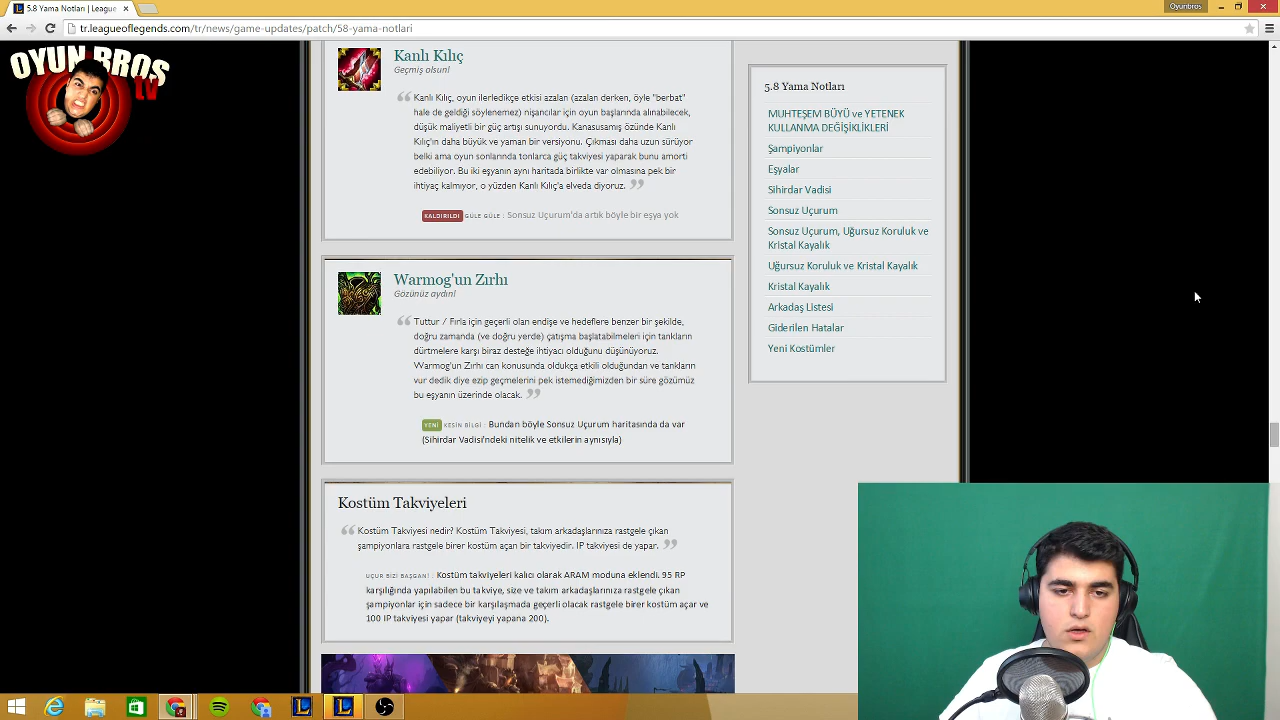 5.8 Yama Notları | League
Oyunbros
tr.leagueoflegends.com/tr/news/game-updates/patch/58-yama-notlari
OYUN BROS
TV
Kanlı Kılıç
Geçmiş olsun!
Kanlı Kılıç, oyun ilerledikçe etkisi azalan (azalan derken, öyle "berbat"
hale de geldiği söylenemez) nişancılar için oyun başlarında alınabilecek,
düşük maliyetli bir güç artışı sunuyordu. Kanasusamış özünde Kanlı
Kılıç'ın daha büyük ve yaman bir versiyonu. Çıkması daha uzun sürüyor
belki ama oyun sonlarında tonlarca güç takviyesi yaparak bunu amorti
edebiliyor. Bu iki eşyanın aynı haritada birlikte var olmasına pek bir
ihtiyaç kalmıyor, o yüzden Kanlı Kılıç'a elveda diyoruz.
KALDIRILDI GÜLE GÜLE : Sonsuz Uçurum'da artık böyle bir eşya yok
Warmog'un Zırhı
Gözünüz aydın!
Tuttur / Fırla için geçerli olan endişe ve hedeflere benzer bir şekilde,
doğru zamanda (ve doğru yerde) çatışma başlatabilmeleri için tankların
dürtmelere karşı biraz desteğe ihtiyacı olduğunu düşünüyoruz.
Warmog'un Zırhı can konusunda oldukça etkili olduğundan ve tankların
vur dedik diye ezip geçmelerini pek istemediğimizden bir süre gözümüz
bu eşyanın üzerinde olacak.
YENİ KESİN BİLGİ : Bundan böyle Sonsuz Uçurum haritasında da var
(Sihirdar Vadisi'ndeki nitelik ve etkilerin aynısıyla)
Kostüm Takviyeleri
Kostüm Takviyesi nedir? Kostüm Takviyesi, takım arkadaşlarınıza rastgele çıkan
şampiyonlara rastgele birer kostüm açan bir takviyedir. IP takviyesi de yapar.
UÇUR BİZİ BAŞGAN! : Kostüm takviyeleri kalıcı olarak ARAM moduna eklendi. 95 RP
karşılığında yapılabilen bu takviye, size ve takım arkadaşlarınıza rastgele çıkan
şampiyonlar için sadece bir karşılaşmada geçerli olacak rastgele birer kostüm açar ve
100 IP takviyesi yapar (takviyeyi yapana 200).
5.8 Yama Notları
MUHTEŞEM BÜYÜ ve YETENEK
KULLANMA DEĞİŞİKLİKLERİ
Şampiyonlar
Eşyalar
Sihirdar Vadisi
Sonsuz Uçurum
Sonsuz Uçurum, Uğursuz Koruluk ve
Kristal Kayalık
Uğursuz Koruluk ve Kristal Kayalık
Kristal Kayalık
Arkadaş Listesi
Giderilen Hatalar
Yeni Kostümler